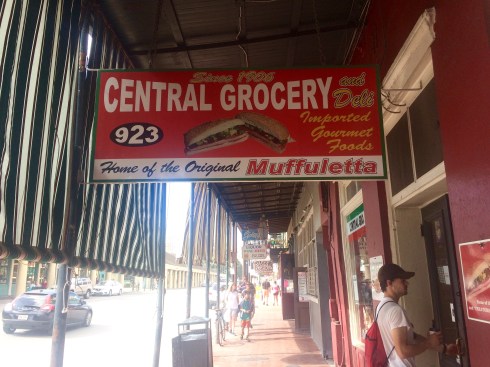 Since 1906
CENTRAL GROCERY and Deli
923
Imported
Gourmet
Foods
Home of the Original Muffuletta